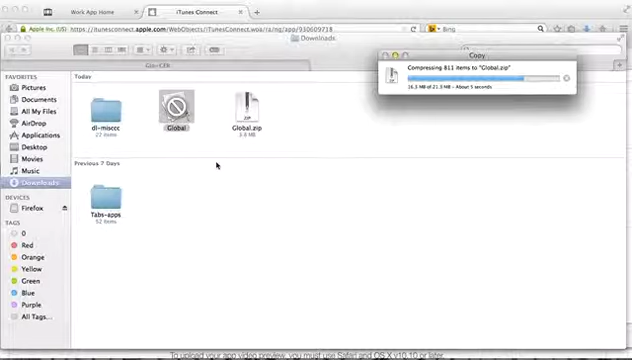 Work App Home
iTunes Connect
Apple Inc. [US]
https://itunesconnect.apple.com/WebObjects/iTunesConnect.woa/ra/ng/app/930609718
Bing
Downloads
Copy
Compressing 811 items to "Global.zip"
16.3 MB of 21.3 MB - About 5 seconds
FAVORITES
Pictures
Documents
All My Files
AirDrop
Applications
Desktop
Movies
Music
Downloads
DEVICES
Firefox
TAGS
0
Red
Orange
Yellow
Green
Blue
Purple
All Tags...
Today
dl-misccc
22 items
Global
ZIP
Global.zip
5.8 MB
Previous 7 Days
Tabs-apps
52 items
To upload your app video preview, you must use Safari and OS X v10.10 or later.